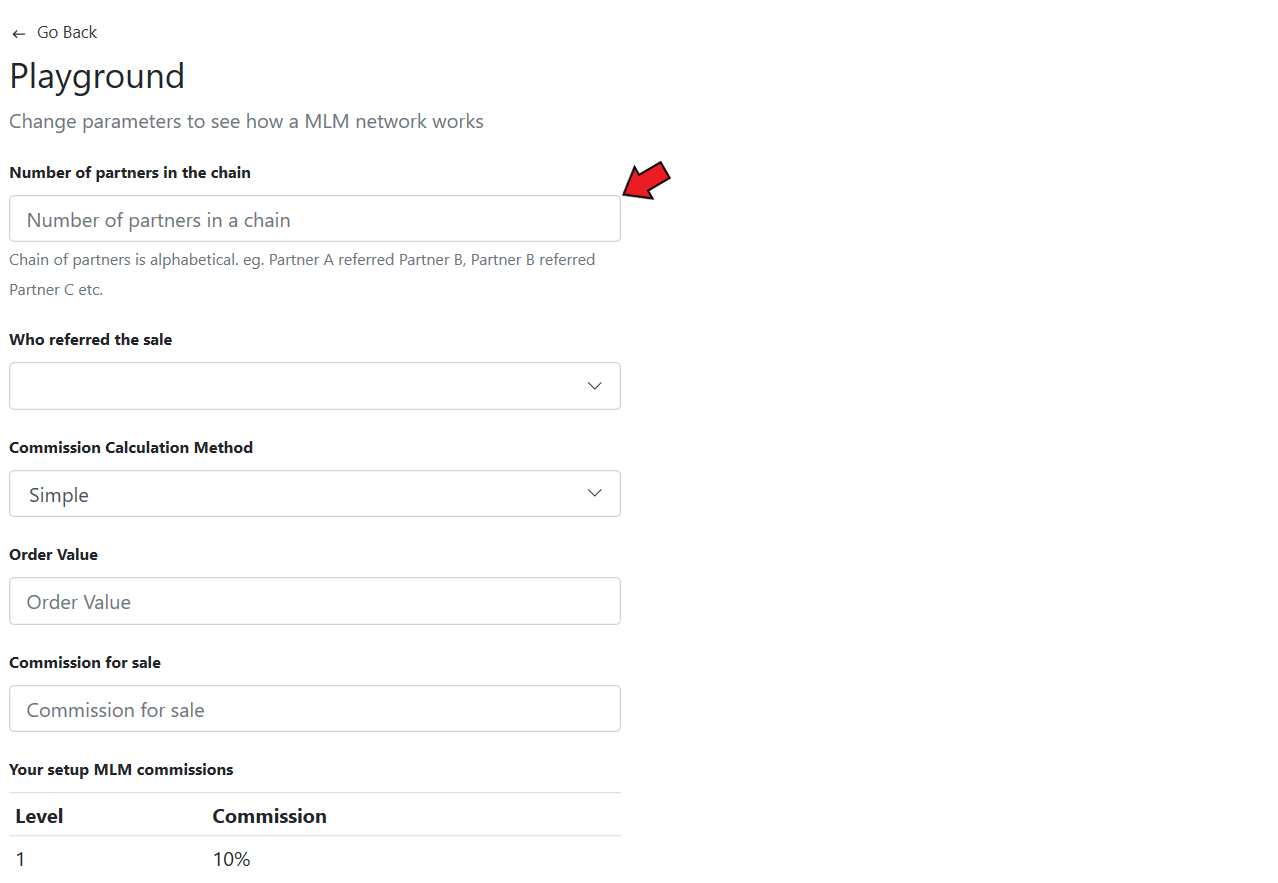 ← Go Back
Playground
Change parameters to see how a MLM network works
Number of partners in the chain
Number of partners in a chain
Chain of partners is alphabetical. eg. Partner A referred Partner B, Partner B referred
Partner C etc.
Who referred the sale
Commission Calculation Method
Simple
Order Value
Order Value
Commission for sale
Commission for sale
Your setup MLM commissions
Level Commission
1 10%